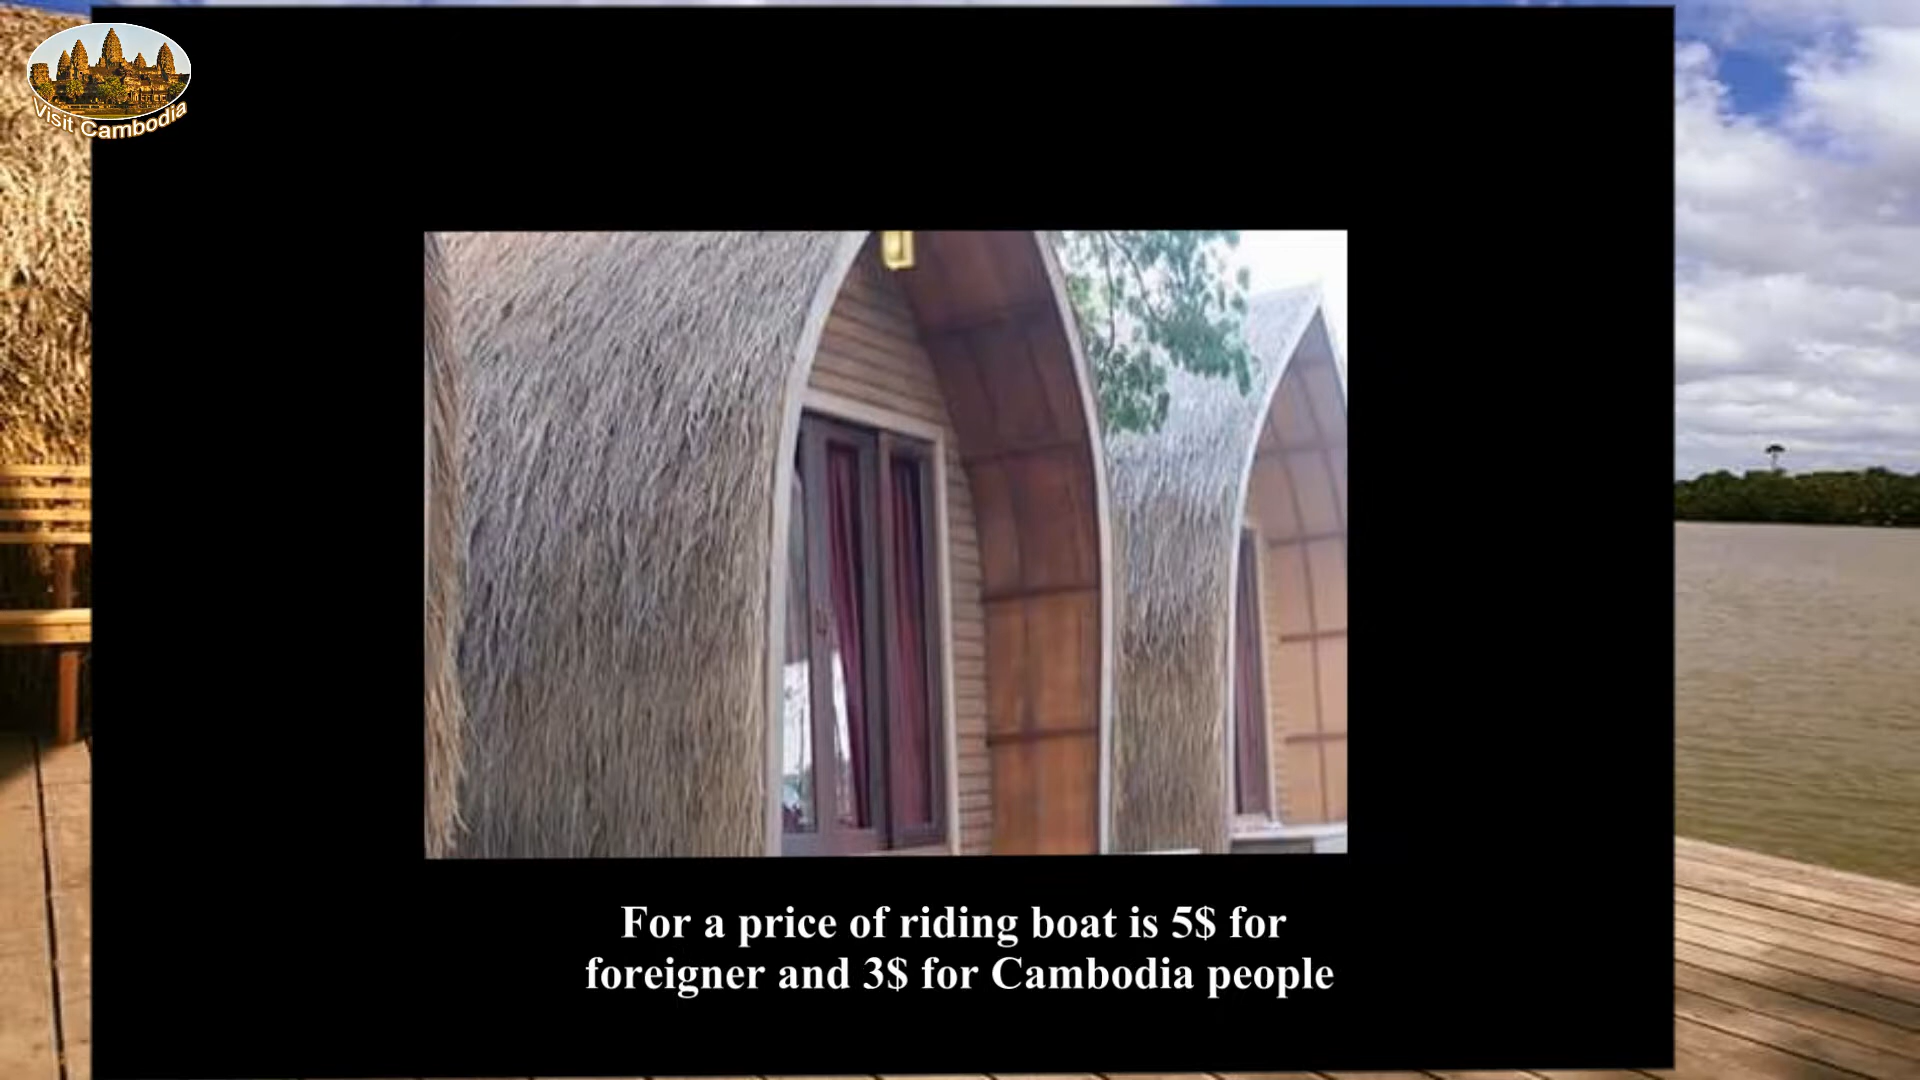 Visit Cambodia
For a price of riding boat is 5$ for
foreigner and 3$ for Cambodia people